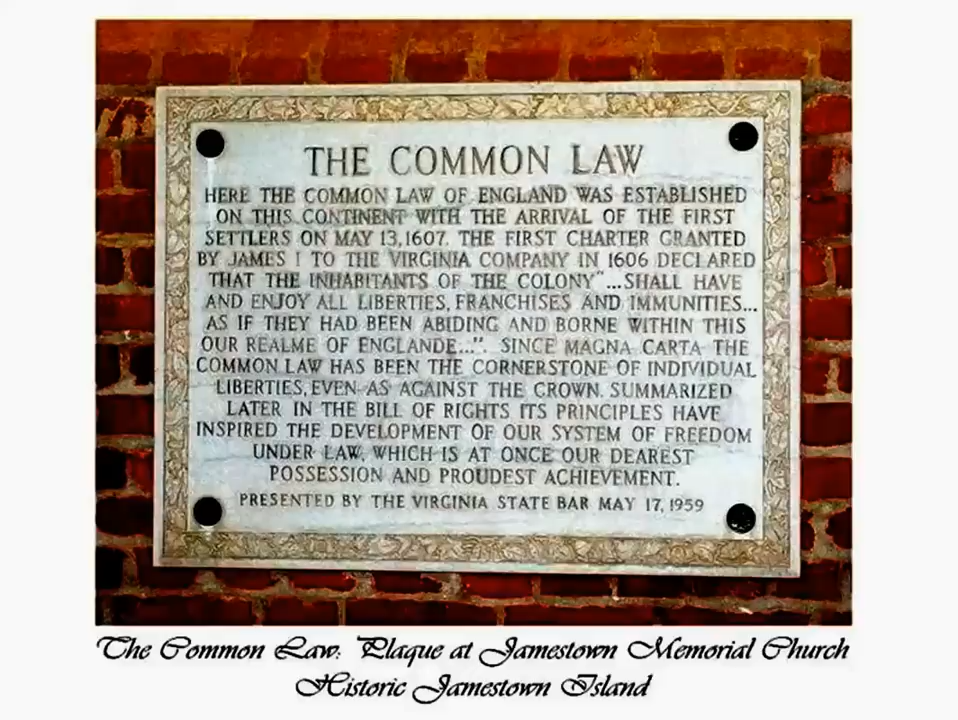 THE COMMON LAW
HERE THE COMMON LAW OF ENGLAND WAS ESTABLISHED
ON THIS CONTINENT WITH THE ARRIVAL OF THE FIRST
SETTLERS ON MAY 13, 1607. THE FIRST CHARTER GRANTED
BY JAMES I TO THE VIRGINIA COMPANY IN 1606 DECLARED
THAT THE INHABITANTS OF THE COLONY "...SHALL HAVE
AND ENJOY ALL LIBERTIES, FRANCHISES AND IMMUNITIES...
AS IF THEY HAD BEEN ABIDING AND BORNE WITHIN THIS
OUR REALME OF ENGLANDE...". SINCE MAGNA CARTA THE
COMMON LAW HAS BEEN THE CORNERSTONE OF INDIVIDUAL
LIBERTIES, EVEN AS AGAINST THE CROWN. SUMMARIZED
LATER IN THE BILL OF RIGHTS ITS PRINCIPLES HAVE
INSPIRED THE DEVELOPMENT OF OUR SYSTEM OF FREEDOM
UNDER LAW, WHICH IS AT ONCE OUR DEAREST
POSSESSION AND PROUDEST ACHIEVEMENT.
PRESENTED BY THE VIRGINIA STATE BAR MAY 17, 1959
The Common Law: Plaque at Jamestown Memorial Church
Historic Jamestown Island